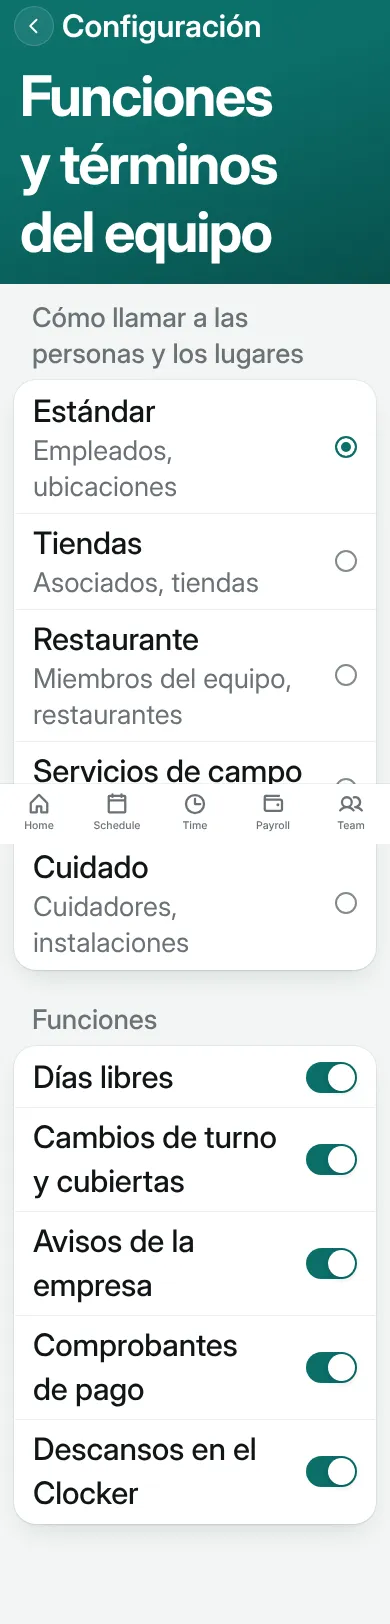 Configuración
Funciones
y términos
del equipo
Cómo llamar a las
personas y los lugares
Estándar
Empleados,
ubicaciones
Tiendas
Asociados, tiendas
Restaurante
Miembros del equipo,
restaurantes
Servicios de campo
Home
Schedule
Time
Payroll
Team
Cuidado
Cuidadores,
instalaciones
Funciones
Días libres
Cambios de turno
y cubiertas
Avisos de la
empresa
Comprobantes
de pago
Descansos en el
Clocker